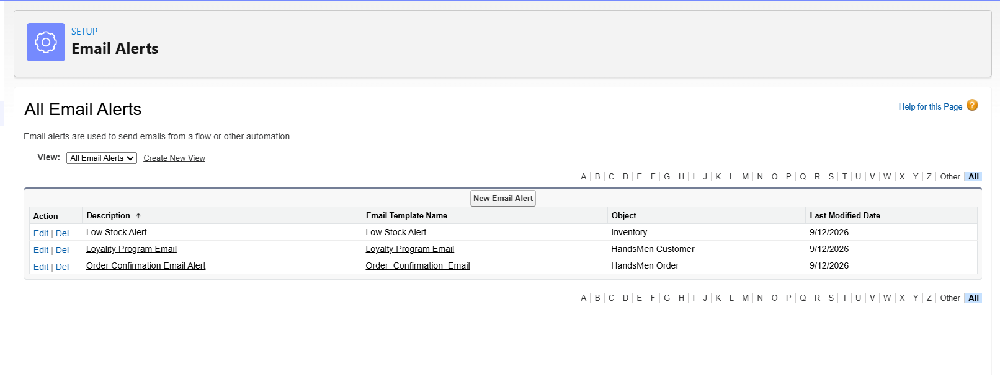 SETUP
Email Alerts
All Email Alerts
Help for this Page ?
Email alerts are used to send emails from a flow or other automation.
View: All Email Alerts Create New View
A | B | C | D | E | F | G | H | I | J | K | L | M | N | O | P | Q | R | S | T | U | V | W | X | Y | Z | Other | All
New Email Alert
Action Description ↑ Email Template Name Object Last Modified Date
Edit | Del Low Stock Alert Low Stock Alert Inventory 9/12/2026
Edit | Del Loyality Program Email Loyalty Program Email HandsMen Customer 9/12/2026
Edit | Del Order Confirmation Email Alert Order_Confirmation_Email HandsMen Order 9/12/2026
A | B | C | D | E | F | G | H | I | J | K | L | M | N | O | P | Q | R | S | T | U | V | W | X | Y | Z | Other | All